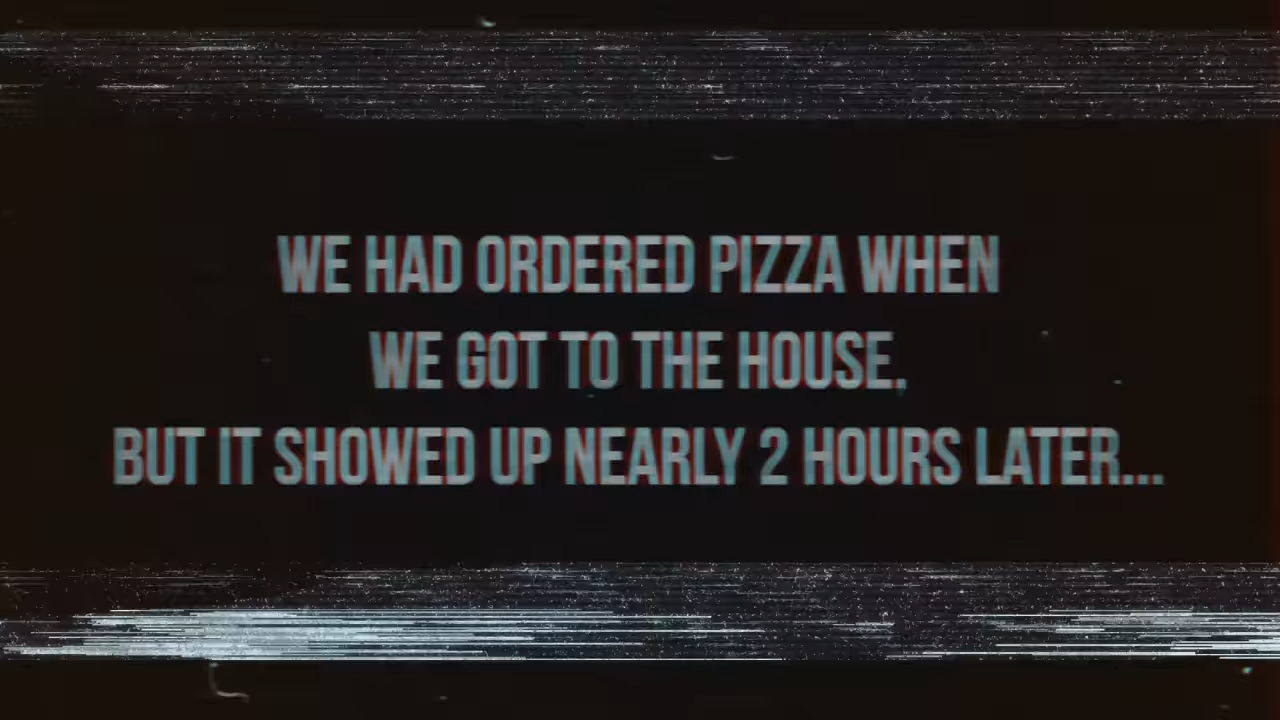 WE HAD ORDERED PIZZA WHEN
WE GOT TO THE HOUSE,
BUT IT SHOWED UP NEARLY 2 HOURS LATER...